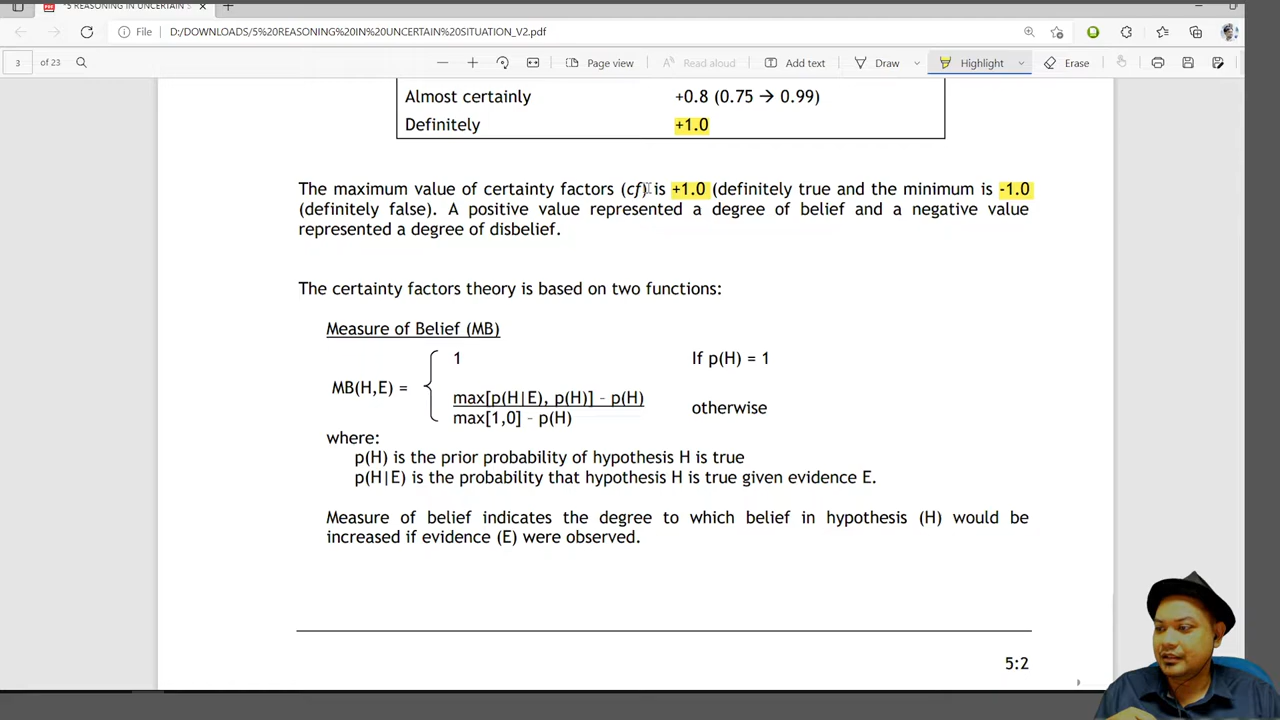 "5 REASONING IN UNCERTAIN S
File D:/DOWNLOADS/5%20REASONING%20IN%20UNCERTAIN%20SITUATION_V2.pdf
3 of 23 Page view Read aloud Add text Draw Highlight Erase
Almost certainly +0.8 (0.75 → 0.99)
Definitely +1.0
The maximum value of certainty factors (cf) is +1.0 (definitely true and the minimum is -1.0
(definitely false). A positive value represented a degree of belief and a negative value
represented a degree of disbelief.
The certainty factors theory is based on two functions:
Measure of Belief (MB)
1 If p(H) = 1
MB(H,E) =
max[p(H|E), p(H)] – p(H)
otherwise
max[1,0] – p(H)
where:
p(H) is the prior probability of hypothesis H is true
p(H|E) is the probability that hypothesis H is true given evidence E.
Measure of belief indicates the degree to which belief in hypothesis (H) would be
increased if evidence (E) were observed.
5:2